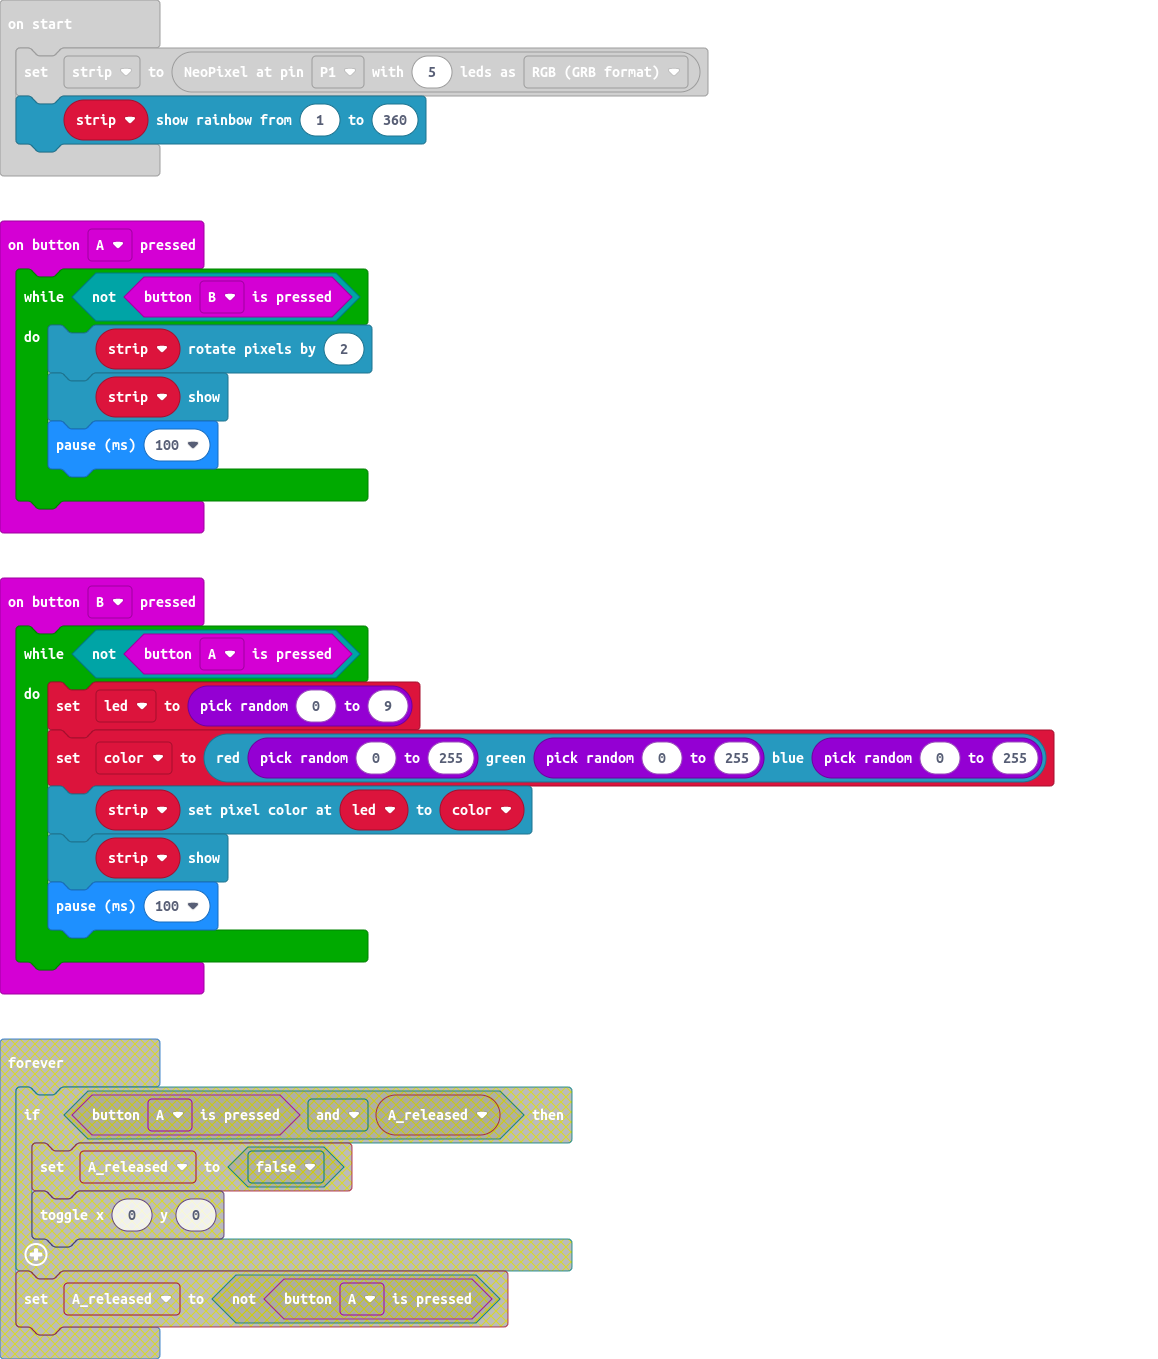 on start
set strip to NeoPixel at pin P1 with 5 leds as RGB (GRB format)
strip show rainbow from 1 to 360
on button A pressed
while not button B is pressed
do
strip rotate pixels by 2
strip show
pause (ms) 100
on button B pressed
while not button A is pressed
do
set led to pick random 0 to 9
set color to red pick random 0 to 255 green pick random 0 to 255 blue pick random 0 to 255
strip set pixel color at led to color
strip show
pause (ms) 100
forever
if button A is pressed and A_released then
set A_released to false
toggle x 0 y 0
set A_released to not button A is pressed